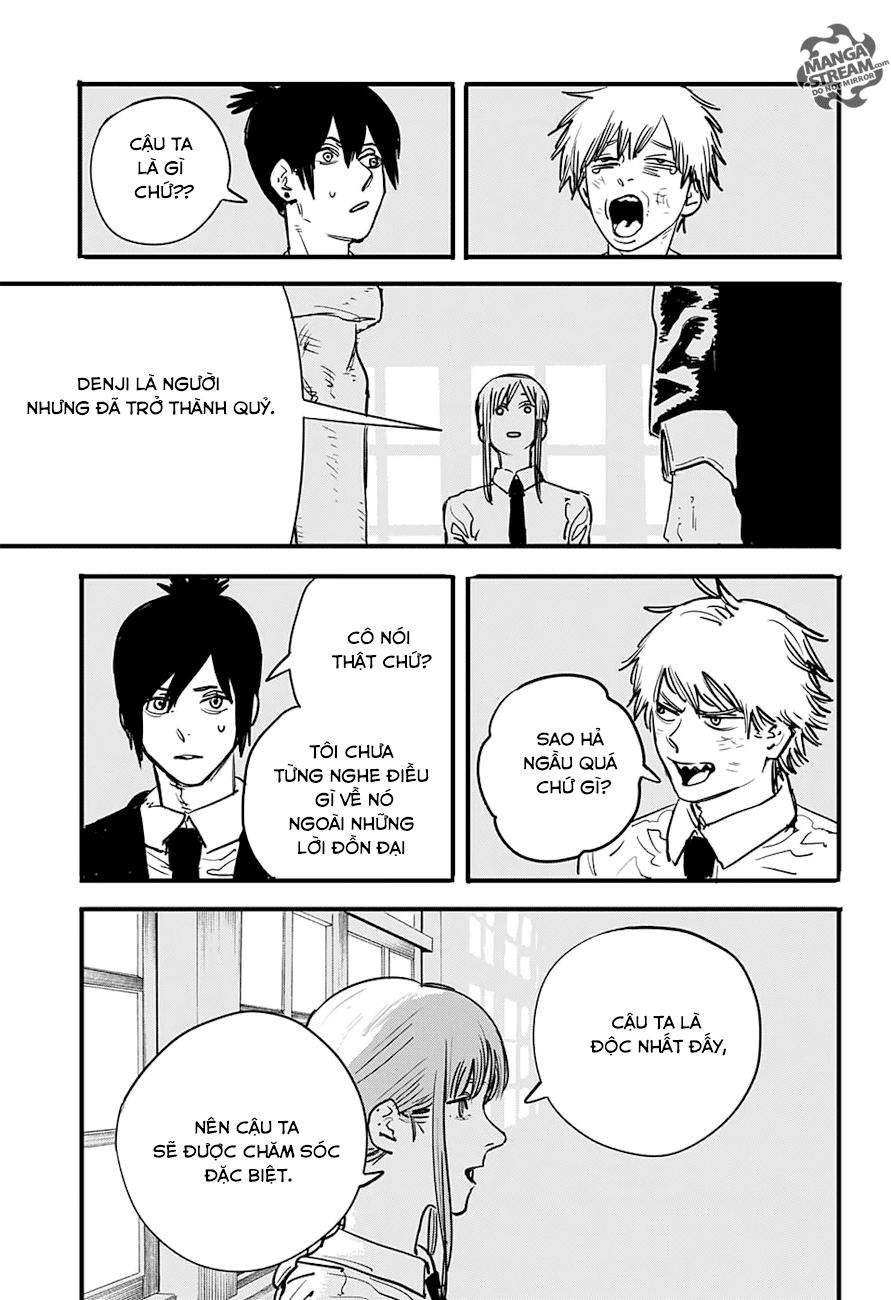 MANGA
STREAM.com
DO NOT MIRROR
CẬU TA
LÀ GÌ
CHỨ??
DENJI LÀ NGƯỜI
NHƯNG ĐÃ TRỞ THÀNH QUỶ.
SAO HẢ
NGẦU QUÁ
CHỨ GÌ?
CÔ NÓI
THẬT CHỨ?
TÔI CHƯA
TỪNG NGHE ĐIỀU
GÌ VỀ NÓ
NGOÀI NHỮNG
LỜI ĐỒN ĐẠI
CẬU TA LÀ
ĐỘC NHẤT ĐẤY,
NÊN CẬU TA
SẼ ĐƯỢC CHĂM SÓC
ĐẶC BIỆT.